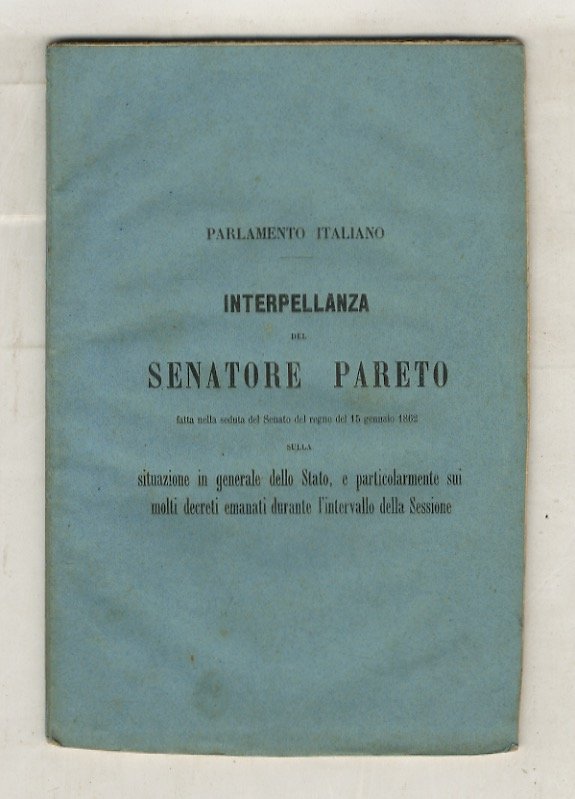 PARLAMENTO ITALIANO
INTERPELLANZA
DEL
SENATORE PARETO
fatta nella seduta del Senato del regno del 15 gennaio 1862
SULLA
situazione in generale dello Stato, e particolarmente sui
molti decreti emanati durante l'intervallo della Sessione